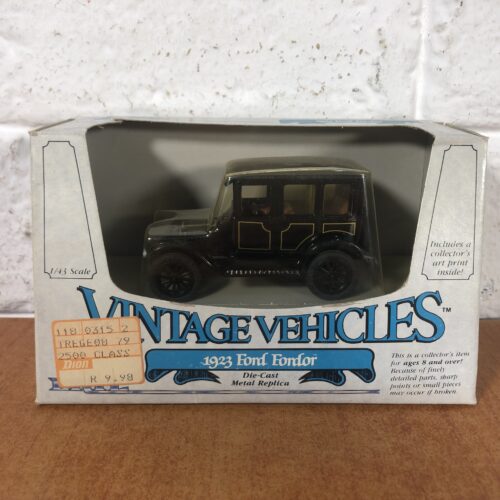 1/43 Scale
Includes a
collector's
art print
inside!
VINTAGE VEHICLES™
1923 Ford Fordor
Die-Cast
Metal Replica
This is a collector's item
for ages 8 and over!
Because of finely
detailed parts, sharp
points or small pieces
may occur if broken.
118 0315 2
2500 CLASS
Dion
R 9.98